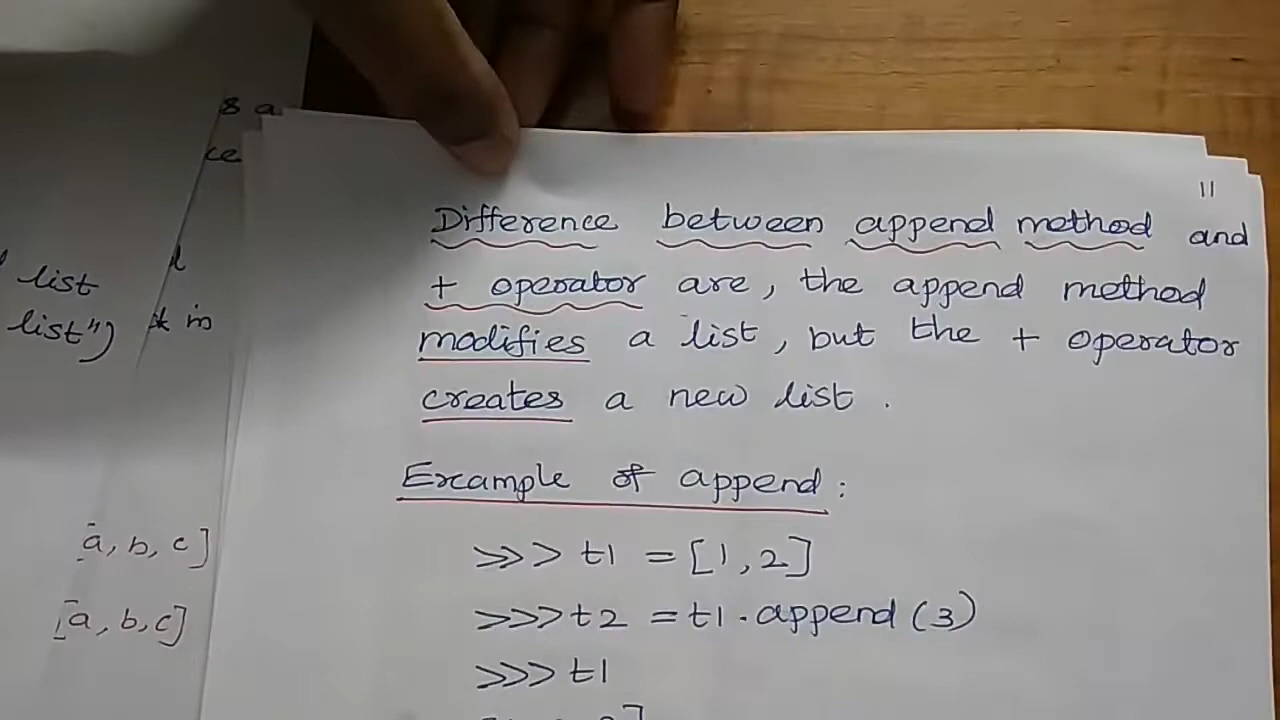 11
Difference between append method and
+ operator are, the append method
modifies a list, but the + operator
creates a new list.
Example of append:
>>> t1 = [1,2]
>>> t2 = t1.append(3)
>>> t1
s a
ce
list
list")
[a, b, c]
[a, b, c]